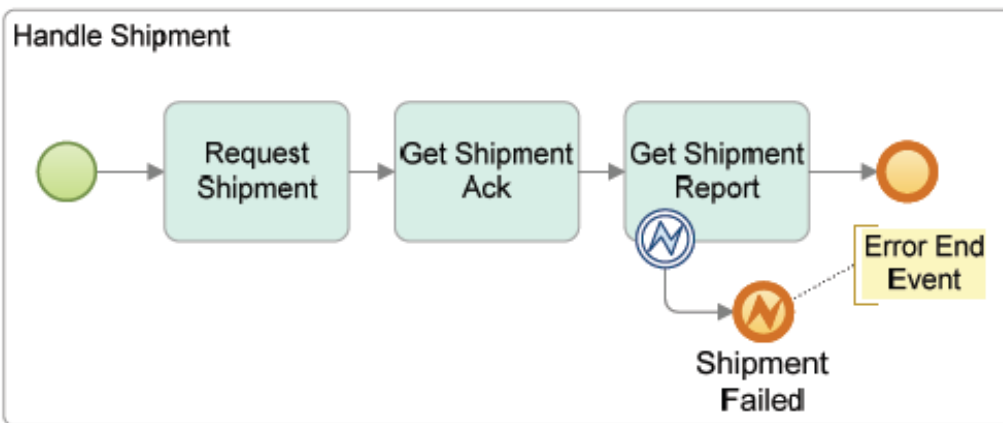 Handle Shipment
Request
Shipment
Get Shipment
Ack
Get Shipment
Report
Error End
Event
Shipment
Failed